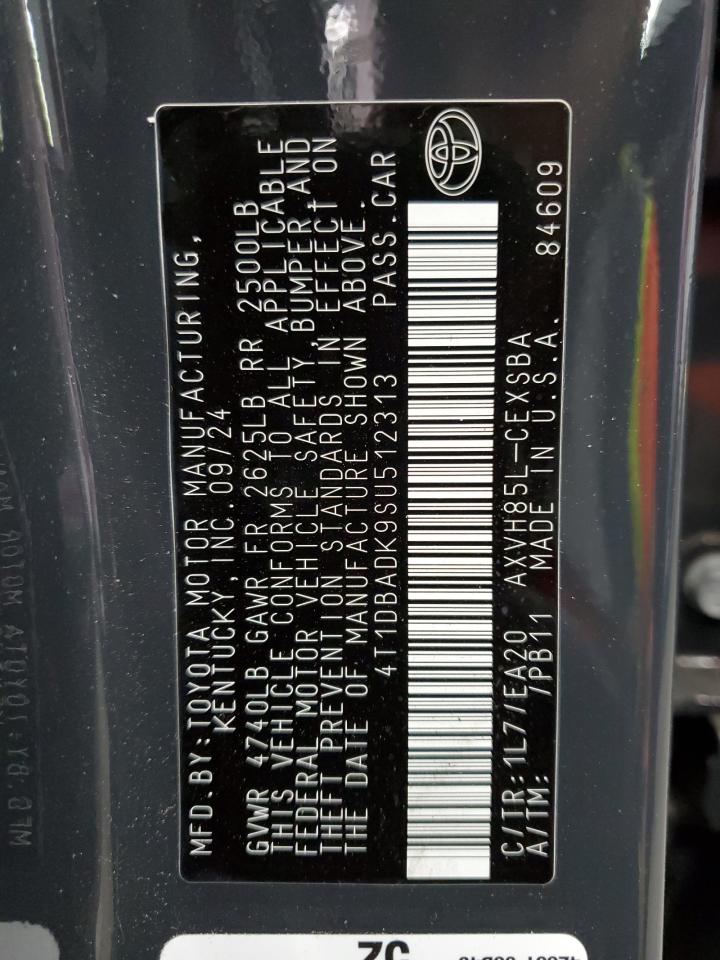 MFD.BY:TOYOTA MOTOR MANUFACTURING,
KENTUCKY,INC.09/24
GVWR 4740LB GAWR FR 2625LB RR 2500LB
THIS VEHICLE CONFORMS TO ALL APPLICABLE
FEDERAL MOTOR VEHICLE SAFETY,BUMPER,AND
THEFT PREVENTION STANDARDS IN EFFECT ON
THE DATE OF MANUFACTURE SHOWN ABOVE.
4T1DBADK9SU512313 PASS.CAR
C/TR:1L7/EA20 AXVH85L-CEXSBA
A/TM: /PB11 MADE IN U.S.A. 84609